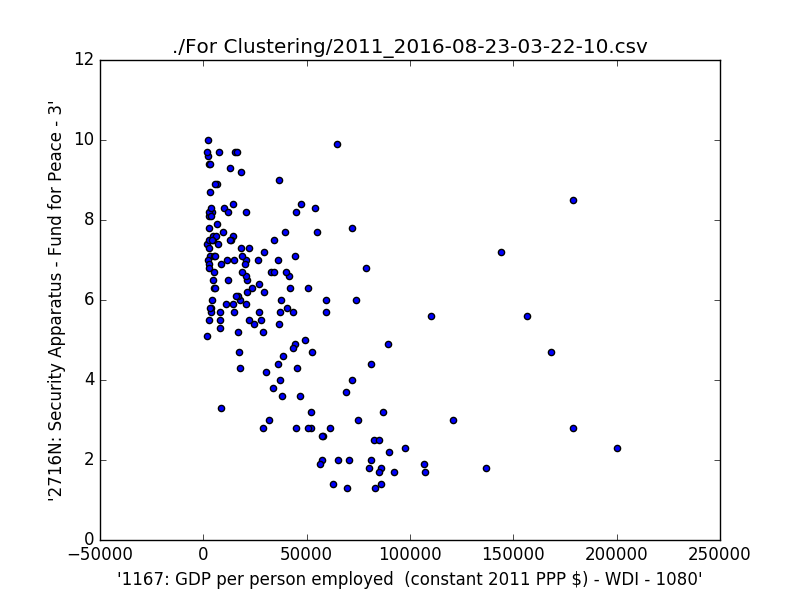 ./For Clustering/2011_2016-08-23-03-22-10.csv
'2716N: Security Apparatus - Fund for Peace - 3'
12
10
8
6
4
2
0
−50000 0 50000 100000 150000 200000 250000
'1167: GDP per person employed  (constant 2011 PPP $) - WDI - 1080'